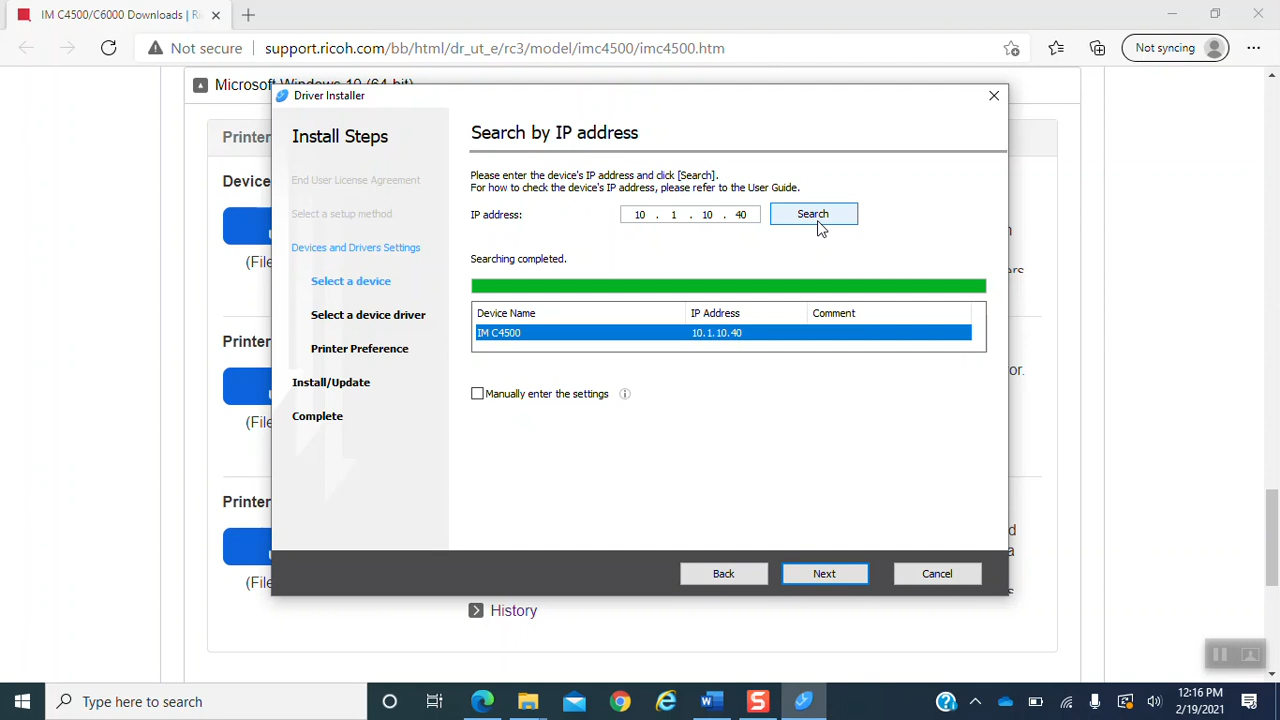 IM C4500/C6000 Downloads | Ri
Not secure
support.ricoh.com/bb/html/dr_ut_e/rc3/model/imc4500/imc4500.htm
Not syncing
Microsoft Windows 10 (64-bit)
Printer
Device
(File
Printer
(File
Printer
(File
History
Driver Installer
Install Steps
End User License Agreement
Select a setup method
Devices and Drivers Settings
Select a device
Select a device driver
Printer Preference
Install/Update
Complete
Search by IP address
Please enter the device's IP address and click [Search].
For how to check the device's IP address, please refer to the User Guide.
IP address: 10 . 1 . 10 . 40 Search
Searching completed.
Device Name IP Address Comment
IM C4500 10.1.10.40
Manually enter the settings
Back Next Cancel
Type here to search
12:16 PM
2/19/2021